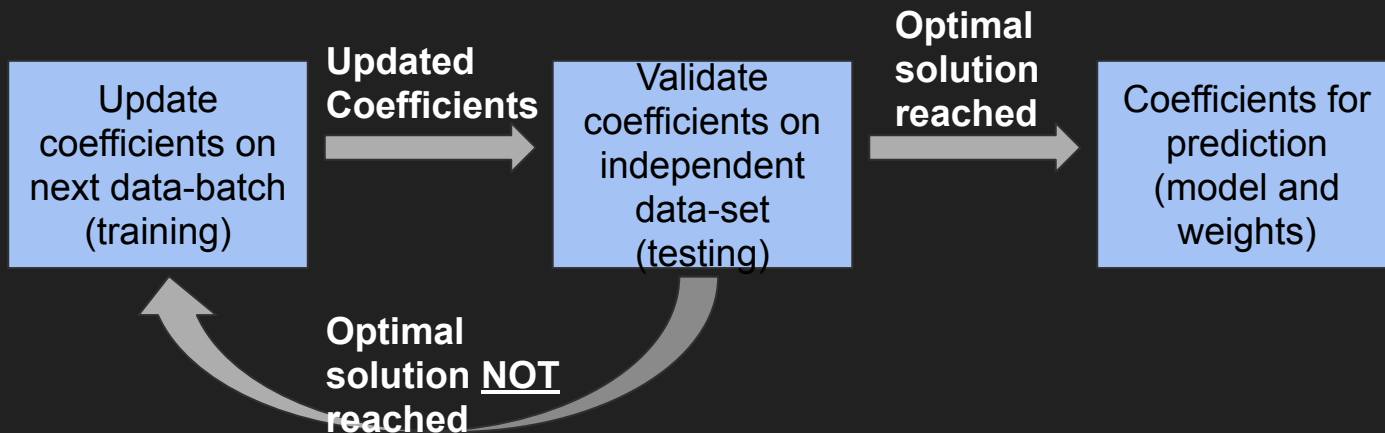 Update
coefficients on
next data-batch
(training)
Updated
Coefficients
Validate
coefficients on
independent
data-set
(testing)
Optimal
solution
reached
Coefficients for
prediction
(model and
weights)
Optimal
solution NOT
reached